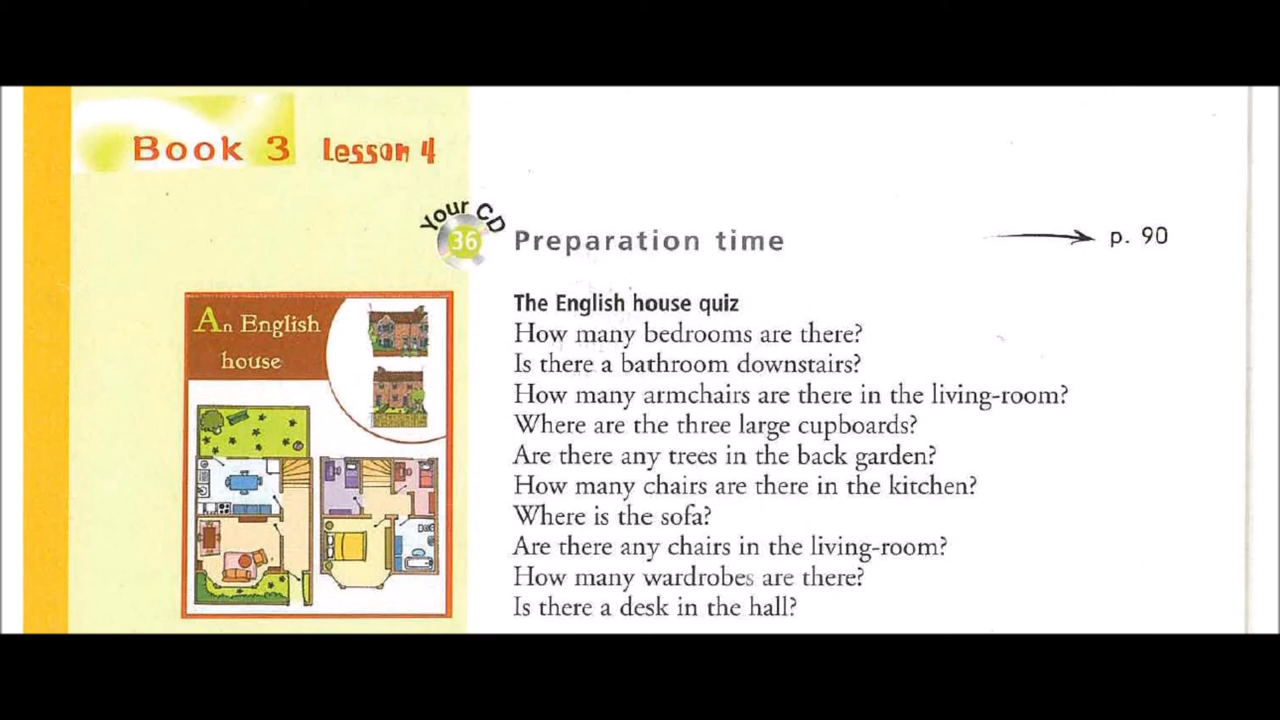 Book 3 Lesson 4
Your CD
36
Preparation time
p. 90
An English
house
The English house quiz
How many bedrooms are there?
Is there a bathroom downstairs?
How many armchairs are there in the living-room?
Where are the three large cupboards?
Are there any trees in the back garden?
How many chairs are there in the kitchen?
Where is the sofa?
Are there any chairs in the living-room?
How many wardrobes are there?
Is there a desk in the hall?